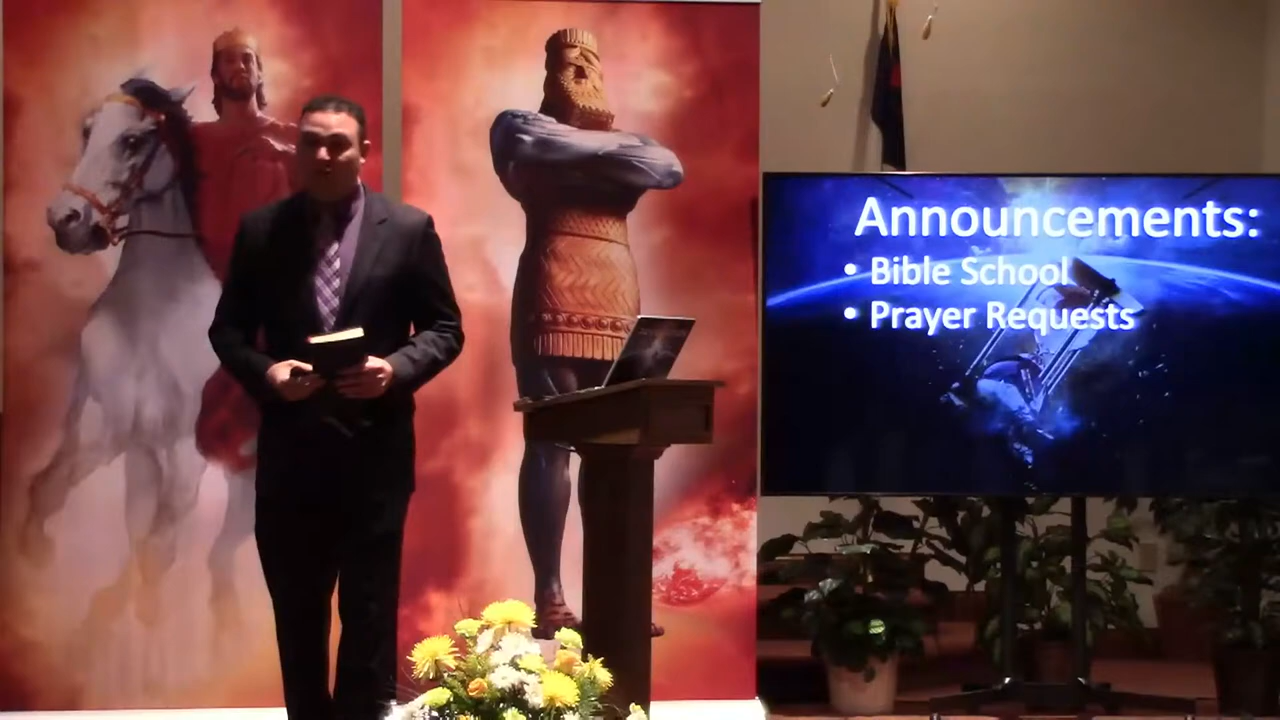 Announcements:
• Bible School
• Prayer Requests